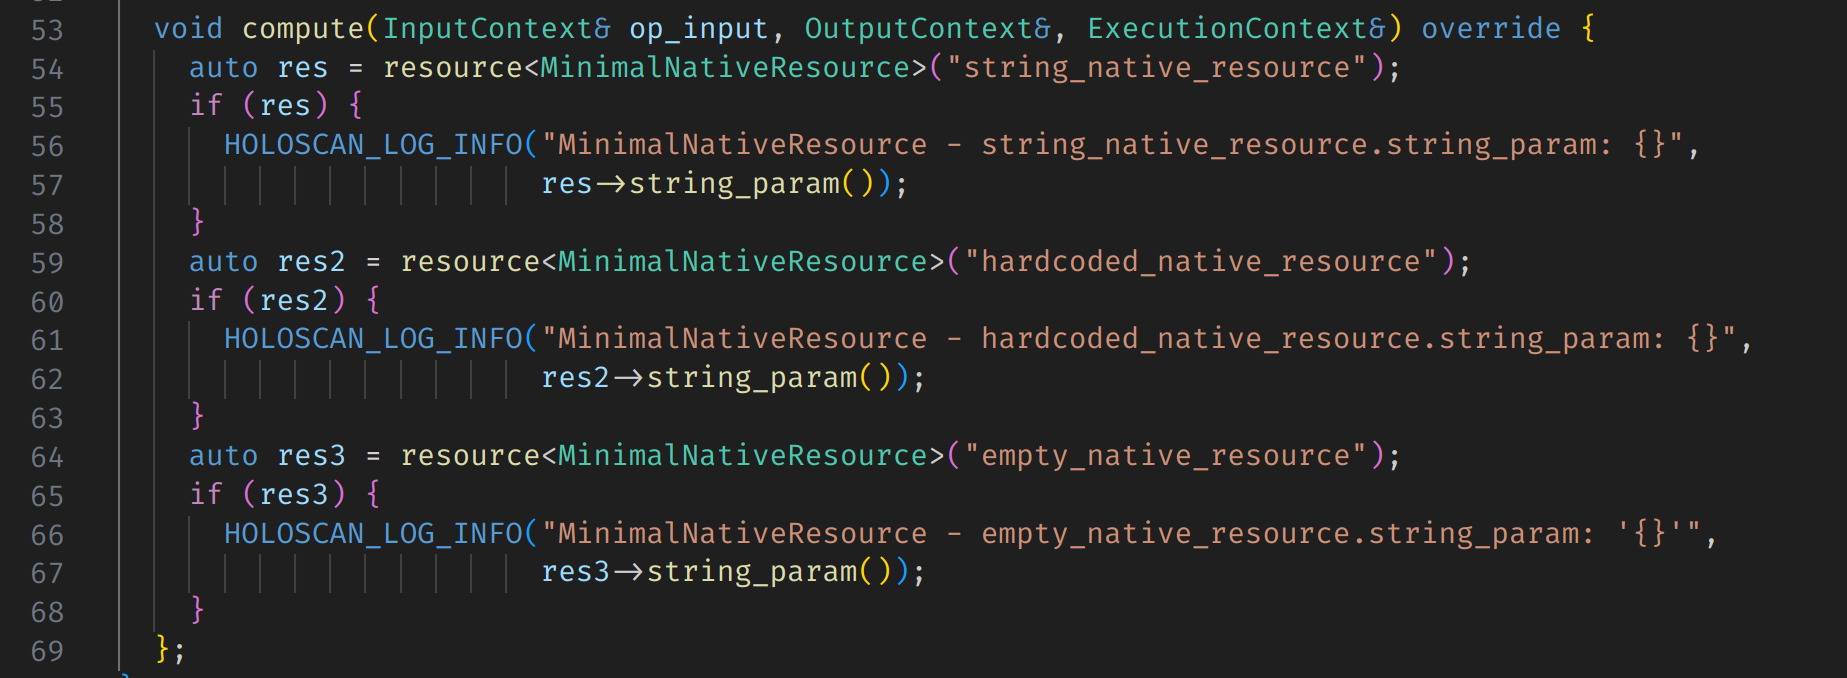 53 void compute(InputContext& op_input, OutputContext&, ExecutionContext&) override {
54 auto res = resource<MinimalNativeResource>("string_native_resource");
55 if (res) {
56 HOLOSCAN_LOG_INFO("MinimalNativeResource - string_native_resource.string_param: {}",
57 res->string_param());
58 }
59 auto res2 = resource<MinimalNativeResource>("hardcoded_native_resource");
60 if (res2) {
61 HOLOSCAN_LOG_INFO("MinimalNativeResource - hardcoded_native_resource.string_param: {}",
62 res2->string_param());
63 }
64 auto res3 = resource<MinimalNativeResource>("empty_native_resource");
65 if (res3) {
66 HOLOSCAN_LOG_INFO("MinimalNativeResource - empty_native_resource.string_param: '{}'",
67 res3->string_param());
68 }
69 };